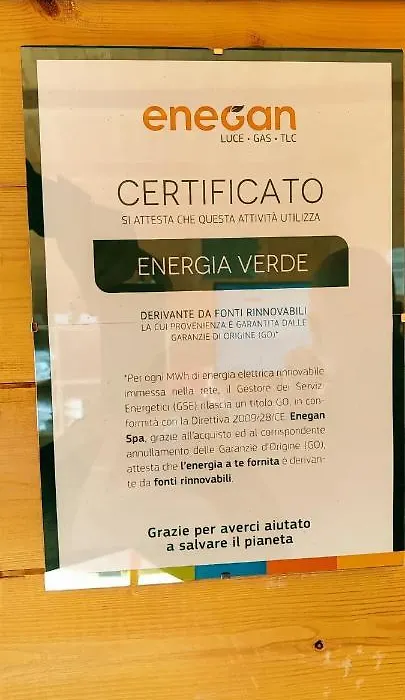 enegan
LUCE • GAS • TLC
CERTIFICATO
SI ATTESTA CHE QUESTA ATTIVITÀ UTILIZZA
ENERGIA VERDE
DERIVANTE DA FONTI RINNOVABILI
LA CUI PROVENIENZA È GARANTITA DALLE
GARANZIE DI ORIGINE (GO)*
*Per ogni MWh di energia elettrica rinnovabile
immessa nella rete, il Gestore dei Servizi
Energetici (GSE) rilascia un titolo GO, in con-
formità con la Direttiva 2009/28/CE. Enegan
Spa, grazie all'acquisto ed al corrispondente
annullamento delle Garanzie d'Origine (GO),
attesta che l'energia a te fornita è derivan-
te da fonti rinnovabili.
Grazie per averci aiutato
a salvare il pianeta